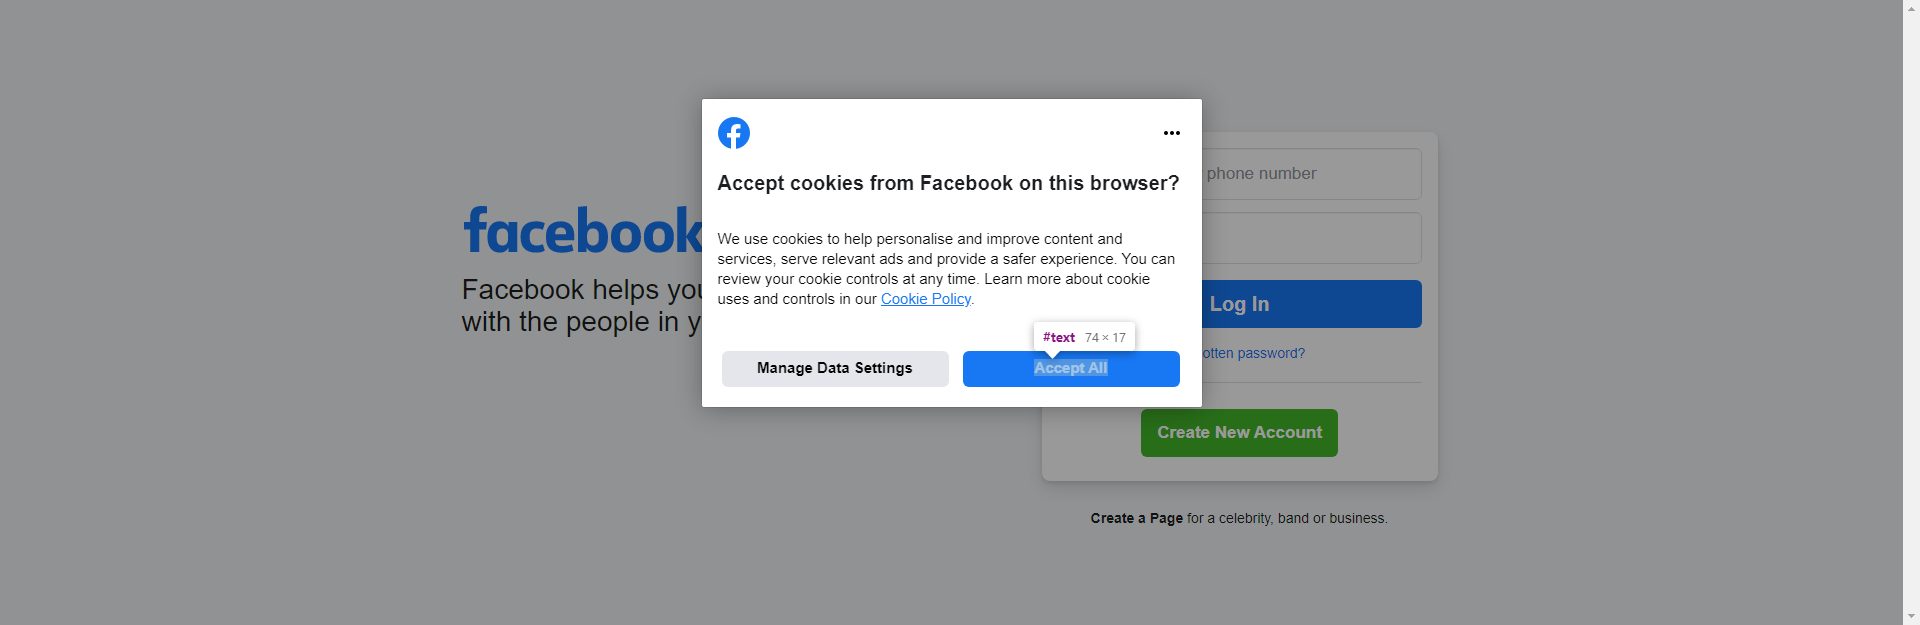 facebook
Facebook helps you
with the people in y
Accept cookies from Facebook on this browser?
We use cookies to help personalise and improve content and
services, serve relevant ads and provide a safer experience. You can
review your cookie controls at any time. Learn more about cookie
uses and controls in our Cookie Policy.
#text 74 × 17
Manage Data Settings
Accept All
phone number
Log In
otten password?
Create New Account
Create a Page for a celebrity, band or business.